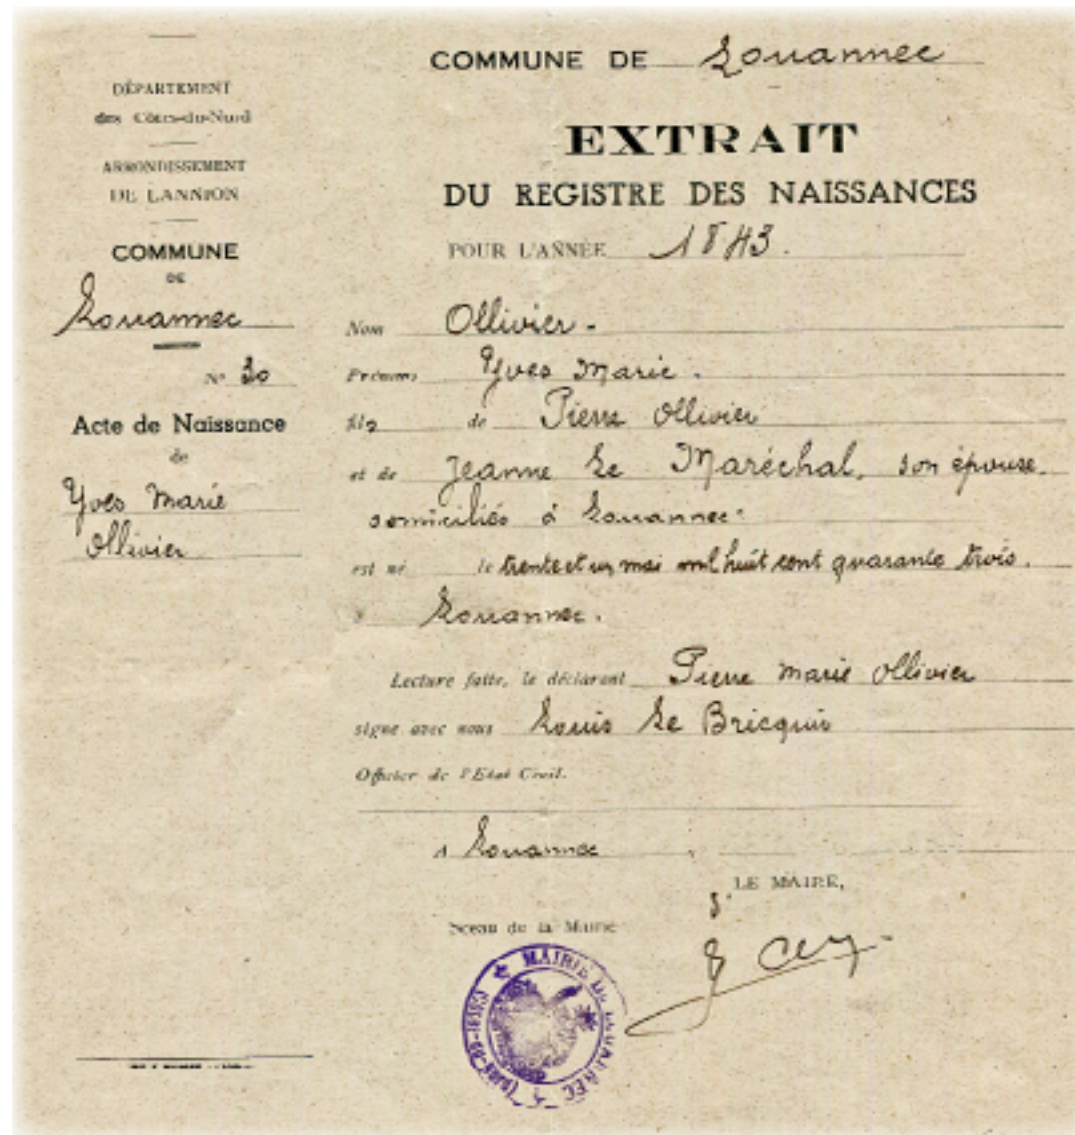 DÉPARTEMENT
des Côtes-du-Nord
ARRONDISSEMENT
DE LANNION
COMMUNE
DE
Louannec
N° 30
Acte de Naissance
de
Yves Marie
Ollivier
COMMUNE DE Louannec
EXTRAIT
DU REGISTRE DES NAISSANCES
POUR L'ANNÉE 1843.
Nom Ollivier.
Prénoms Yves Marie.
fils de Pierre Ollivier
et de Jeanne Le Maréchal, son épouse.
domiciliés à Louannec.
est né le trente et un mai mil huit cent quarante trois.
à Louannec.
Lecture faite, le déclarant Pierre Marie Ollivier
signe avec nous Louis Le Bricquir
Officier de l'Etat Civil.
A Louannec
LE MAIRE,
Sceau de la Mairie
MAIRIE DE LOUANNEC